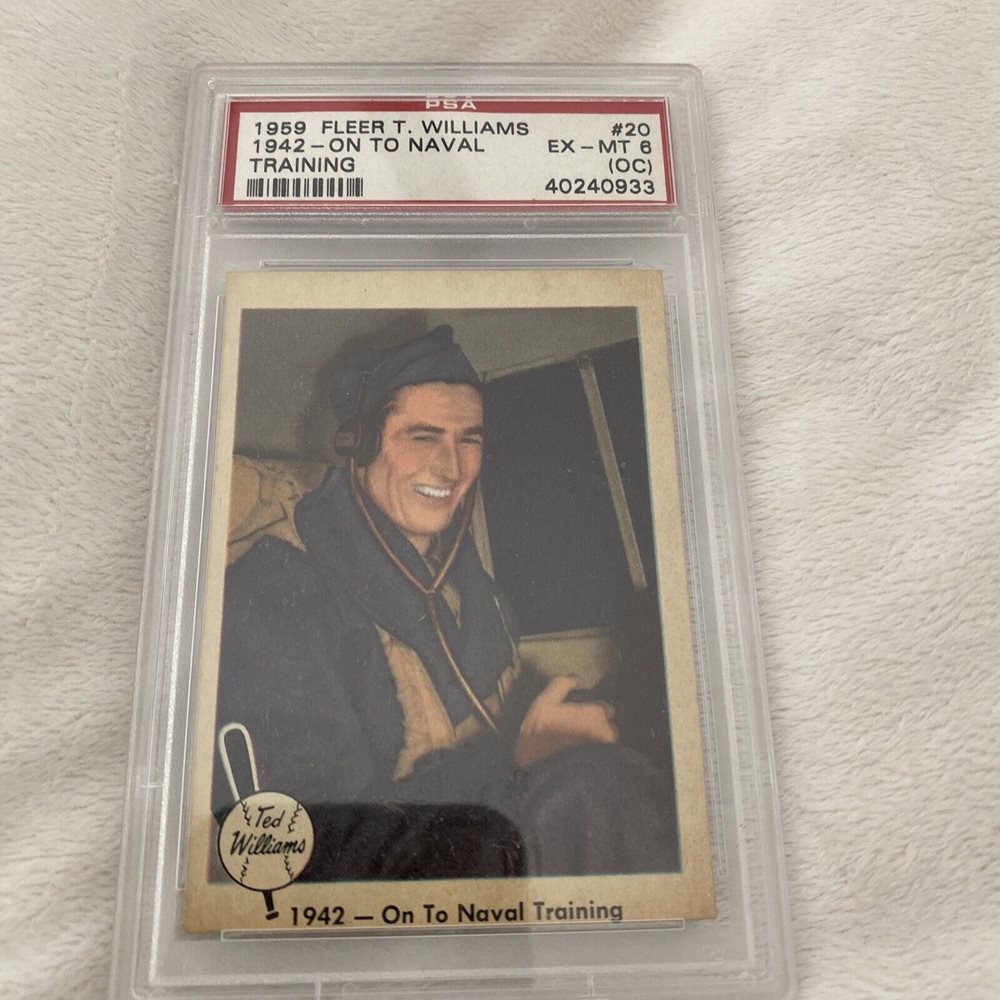 PSA
1959 FLEER T. WILLIAMS #20
1942-ON TO NAVAL EX-MT 6
TRAINING (OC)
40240933
Ted
Williams
1942 — On To Naval Training